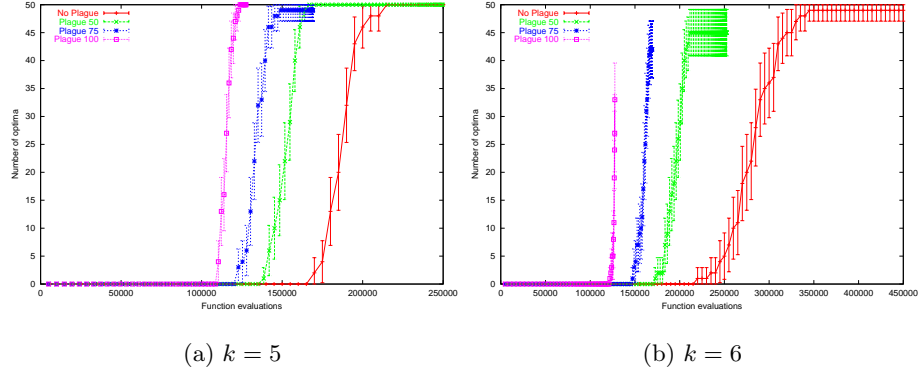 50
45
40
35
30
25
20
15
10
5
0
Number of optima
No Plague
Plague 50
Plague 75
Plague 100
0 50000 100000 150000 200000 250000
Function evaluations
(a) k = 5
50
45
40
35
30
25
20
15
10
5
0
Number of optima
No Plague
Plague 50
Plague 75
Plague 100
0 50000 100000 150000 200000 250000 300000 350000 400000 450000
Function evaluations
(b) k = 6